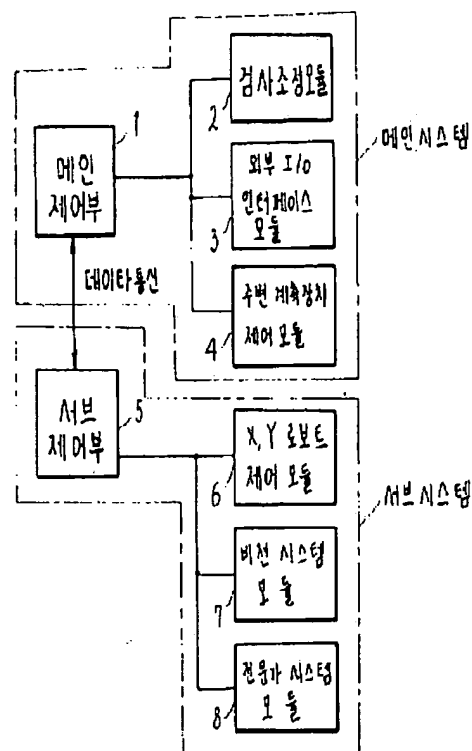 검사조정모듈
1
2
메인
제어부
메인시스템
외부 I/O
인터페이스
모듈
3
데이타통신
주변 계측장치
제어 모듈
4
서브
제어부
5
X, Y 로보트
제어 모듈
6
서브 시스템
비전 시스템
모듈
7
전문가 시스템
모듈
8